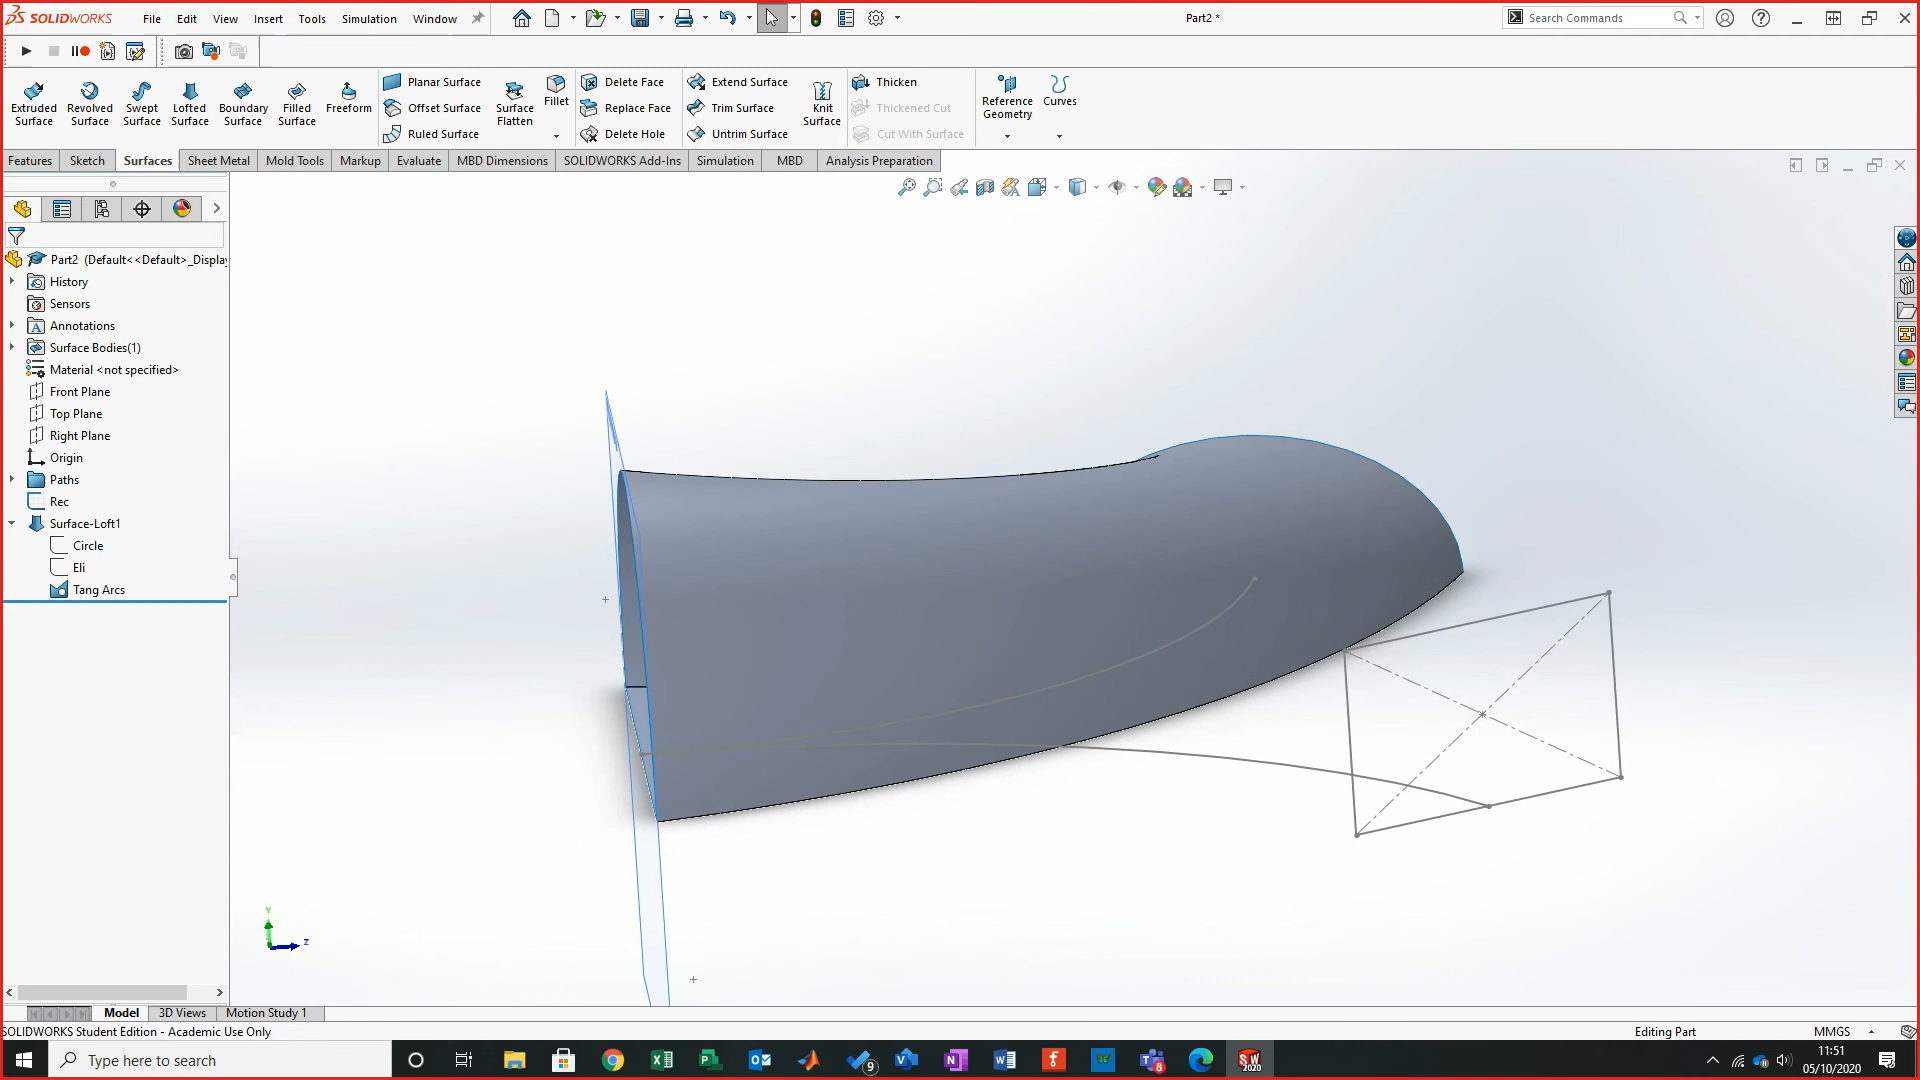 SOLIDWORKS File Edit View Insert Tools Simulation Window Part2 * Search Commands
Extruded Surface Revolved Surface Swept Surface Lofted Surface Boundary Surface Filled Surface Freeform
Planar Surface
Offset Surface
Ruled Surface
Surface Flatten Fillet
Delete Face
Replace Face
Delete Hole
Extend Surface
Trim Surface
Untrim Surface
Knit Surface
Thicken
Thickened Cut
Cut With Surface
Reference Geometry Curves
Features Sketch Surfaces Sheet Metal Mold Tools Markup Evaluate MBD Dimensions SOLIDWORKS Add-Ins Simulation MBD Analysis Preparation
Part2 (Default<<Default>_Display
History
Sensors
Annotations
Surface Bodies(1)
Material <not specified>
Front Plane
Top Plane
Right Plane
Origin
Paths
Rec
Surface-Loft1
Circle
Eli
Tang Arcs
Y
Z
Model 3D Views Motion Study 1
SOLIDWORKS Student Edition - Academic Use Only Editing Part MMGS
Type here to search 9 8 SW 2020 11:51
05/10/2020